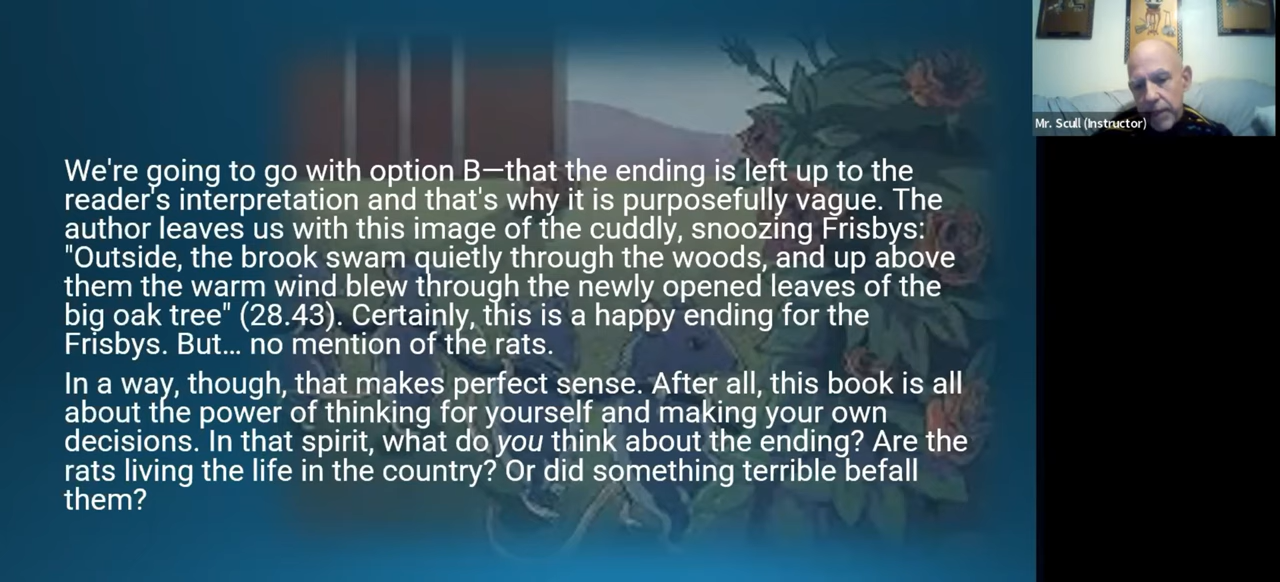 We're going to go with option B—that the ending is left up to the
reader's interpretation and that's why it is purposefully vague. The
author leaves us with this image of the cuddly, snoozing Frisbys:
"Outside, the brook swam quietly through the woods, and up above
them the warm wind blew through the newly opened leaves of the
big oak tree" (28.43). Certainly, this is a happy ending for the
Frisbys. But… no mention of the rats.
In a way, though, that makes perfect sense. After all, this book is all
about the power of thinking for yourself and making your own
decisions. In that spirit, what do you think about the ending? Are the
rats living the life in the country? Or did something terrible befall
them?
Mr. Scull (Instructor)